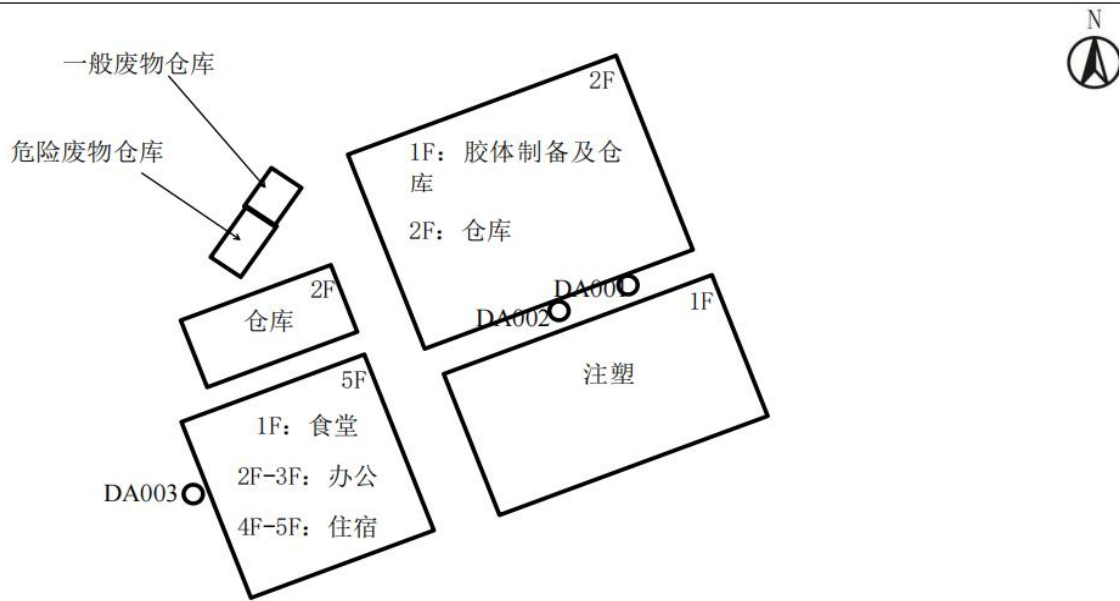 N
一般废物仓库
2F
危险废物仓库
1F：胶体制备及仓
库
2F：仓库
2F
仓库
DA001
DA002
1F
注塑
5F
1F：食堂
2F-3F：办公
DA003
4F-5F：住宿